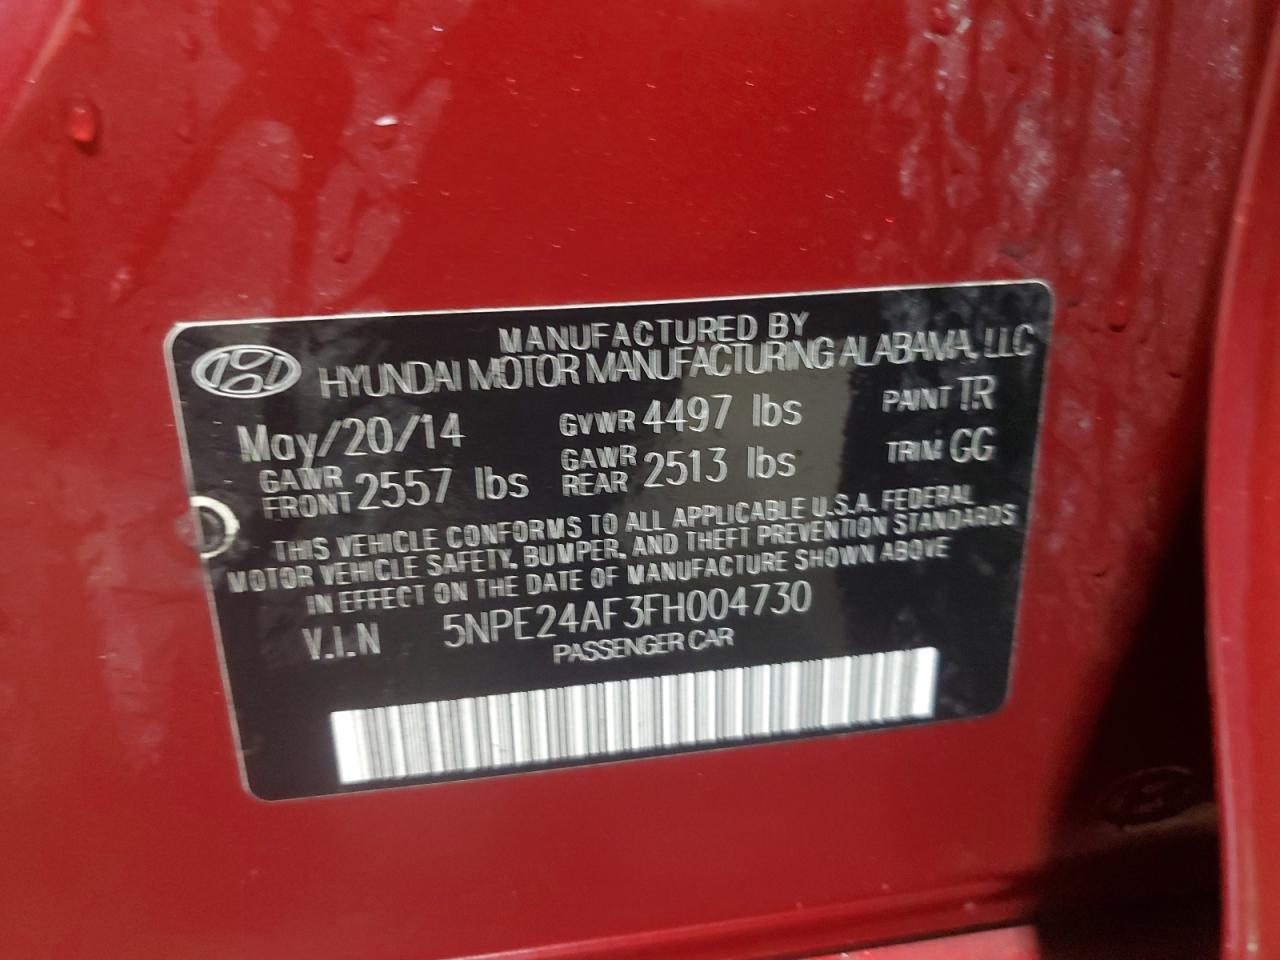 MANUFACTURED BY
HYUNDAI MOTOR MANUFACTURING ALABAMA, LLC
May/20/14 GVWR 4497 lbs PAINT TR
GAWR FRONT 2557 lbs GAWR REAR 2513 lbs TRIM GG
THIS VEHICLE CONFORMS TO ALL APPLICABLE U.S.A. FEDERAL
MOTOR VEHICLE SAFETY, BUMPER, AND THEFT PREVENTION STANDARDS
IN EFFECT ON THE DATE OF MANUFACTURE SHOWN ABOVE
V.I.N 5NPE24AF3FH004730
PASSENGER CAR